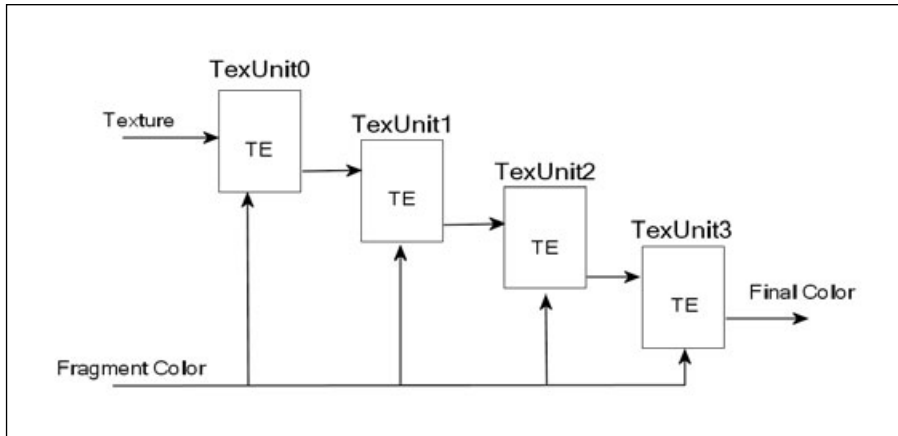 TexUnit0
Texture
TE
TexUnit1
TE
TexUnit2
TE
TexUnit3
TE
Final Color
Fragment Color